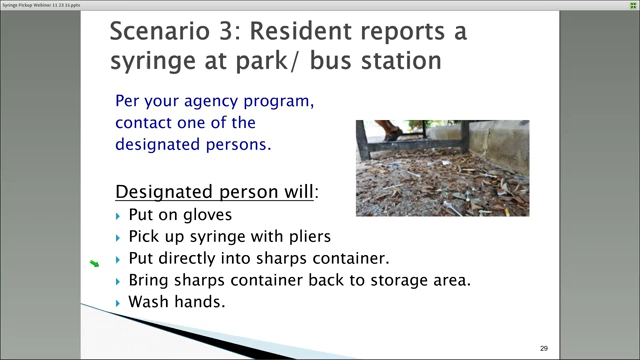 Syringe Pickup Webinar 11 23 15.pptx
Scenario 3: Resident reports a
syringe at park/ bus station
Per your agency program,
contact one of the
designated persons.
Designated person will:
Put on gloves
Pick up syringe with pliers
Put directly into sharps container.
Bring sharps container back to storage area.
Wash hands.
29